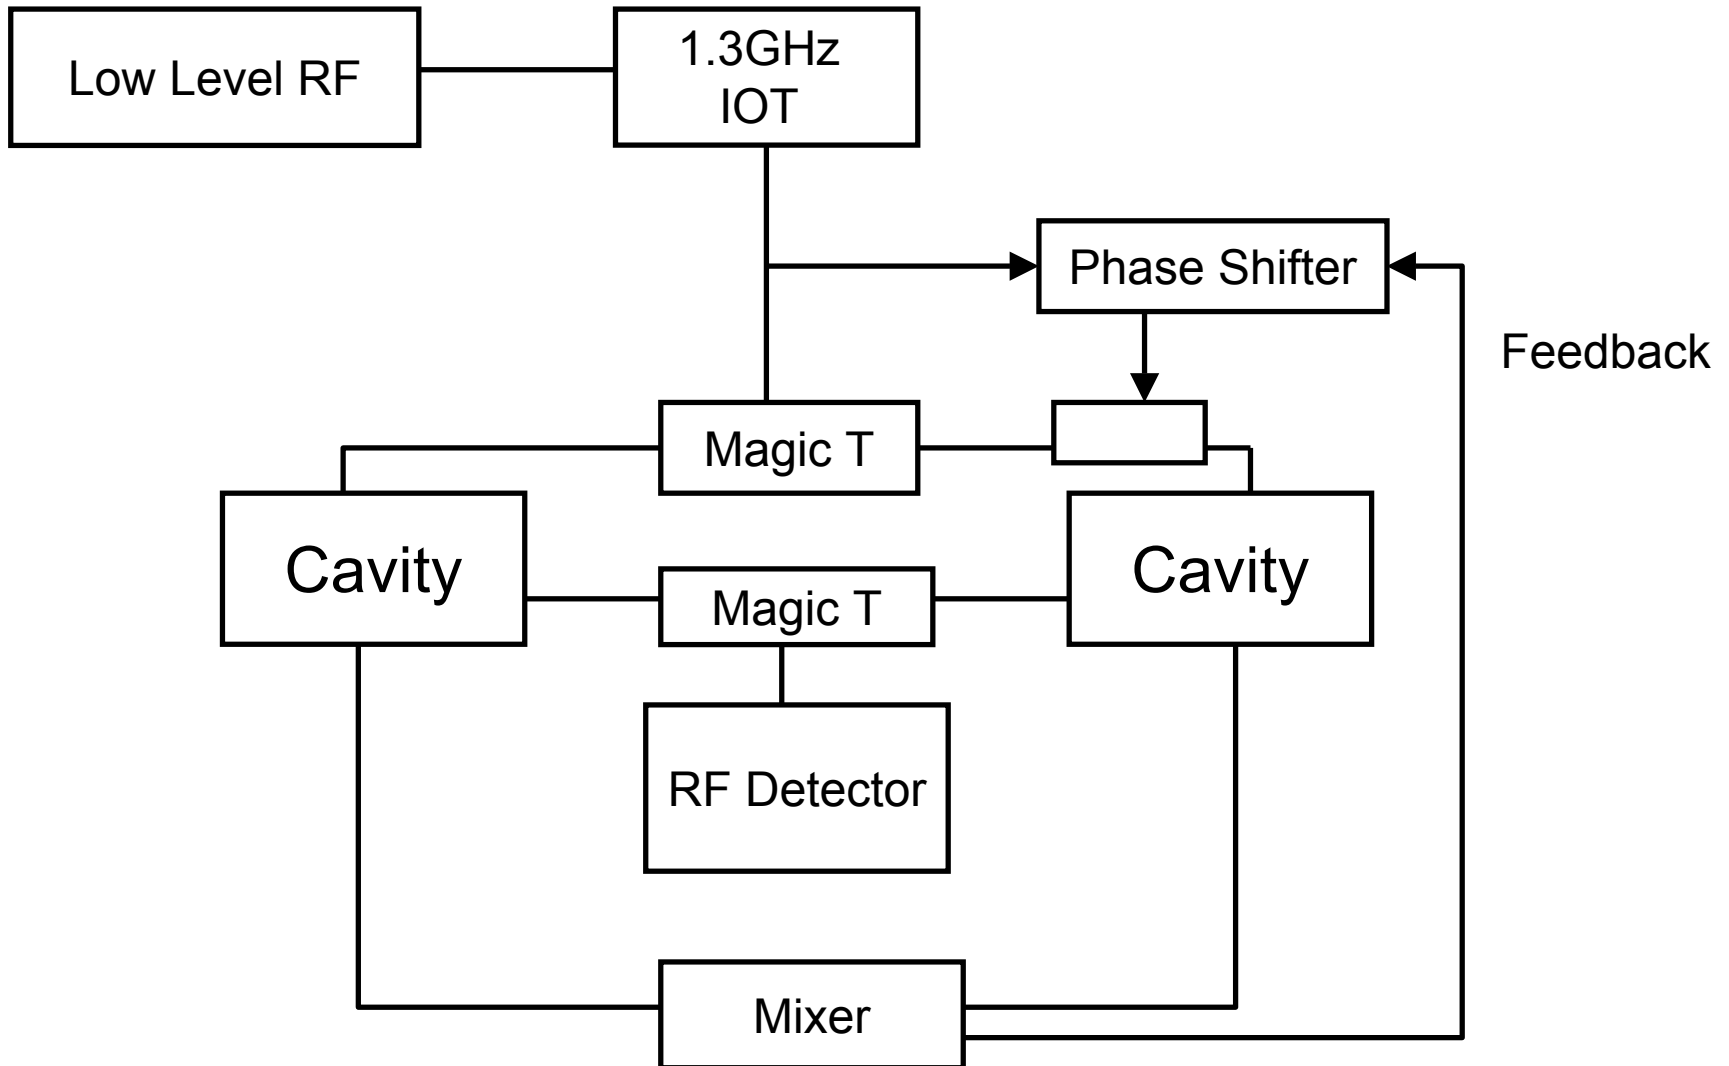 Low Level RF
1.3GHz
IOT
Phase Shifter
Feedback
Magic T
Cavity
Cavity
Magic T
RF Detector
Mixer